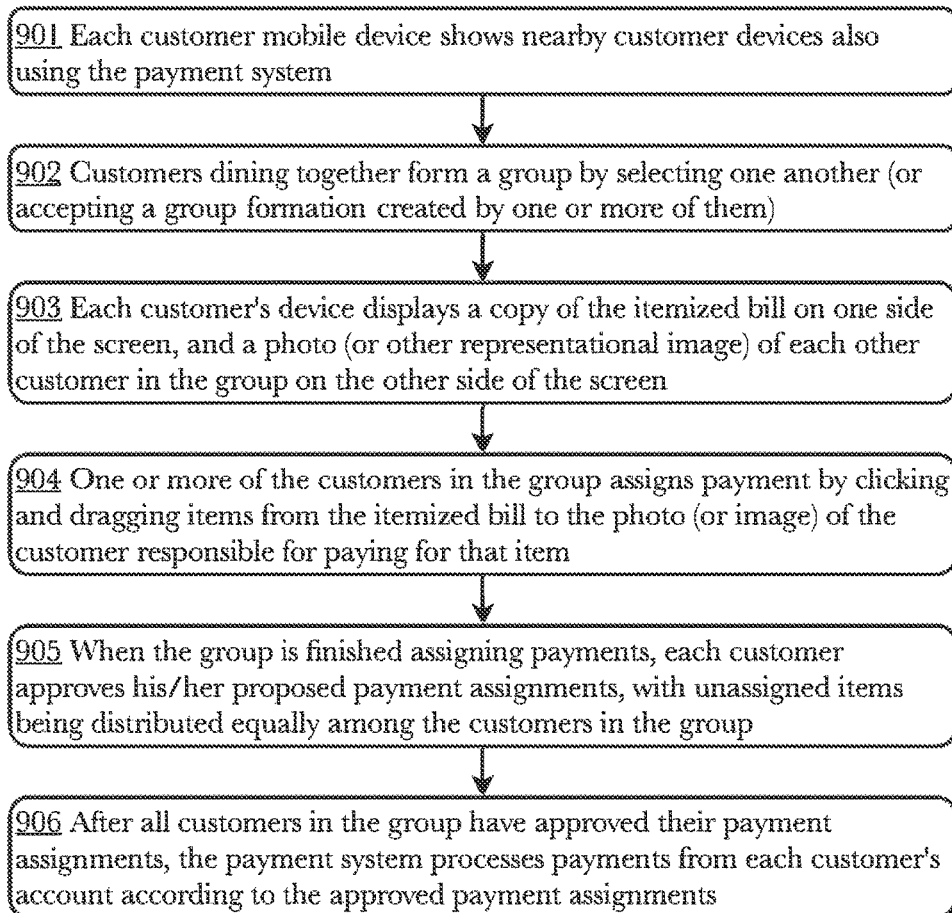 901 Each customer mobile device shows nearby customer devices also
using the payment system
902 Customers dining together form a group by selecting one another (or
accepting a group formation created by one or more of them)
903 Each customer's device displays a copy of the itemized bill on one side
of the screen, and a photo (or other representational image) of each other
customer in the group on the other side of the screen
904 One or more of the customers in the group assigns payment by clicking
and dragging items from the itemized bill to the photo (or image) of the
customer responsible for paying for that item
905 When the group is finished assigning payments, each customer
approves his/her proposed payment assignments, with unassigned items
being distributed equally among the customers in the group
906 After all customers in the group have approved their payment
assignments, the payment system processes payments from each customer's
account according to the approved payment assignments